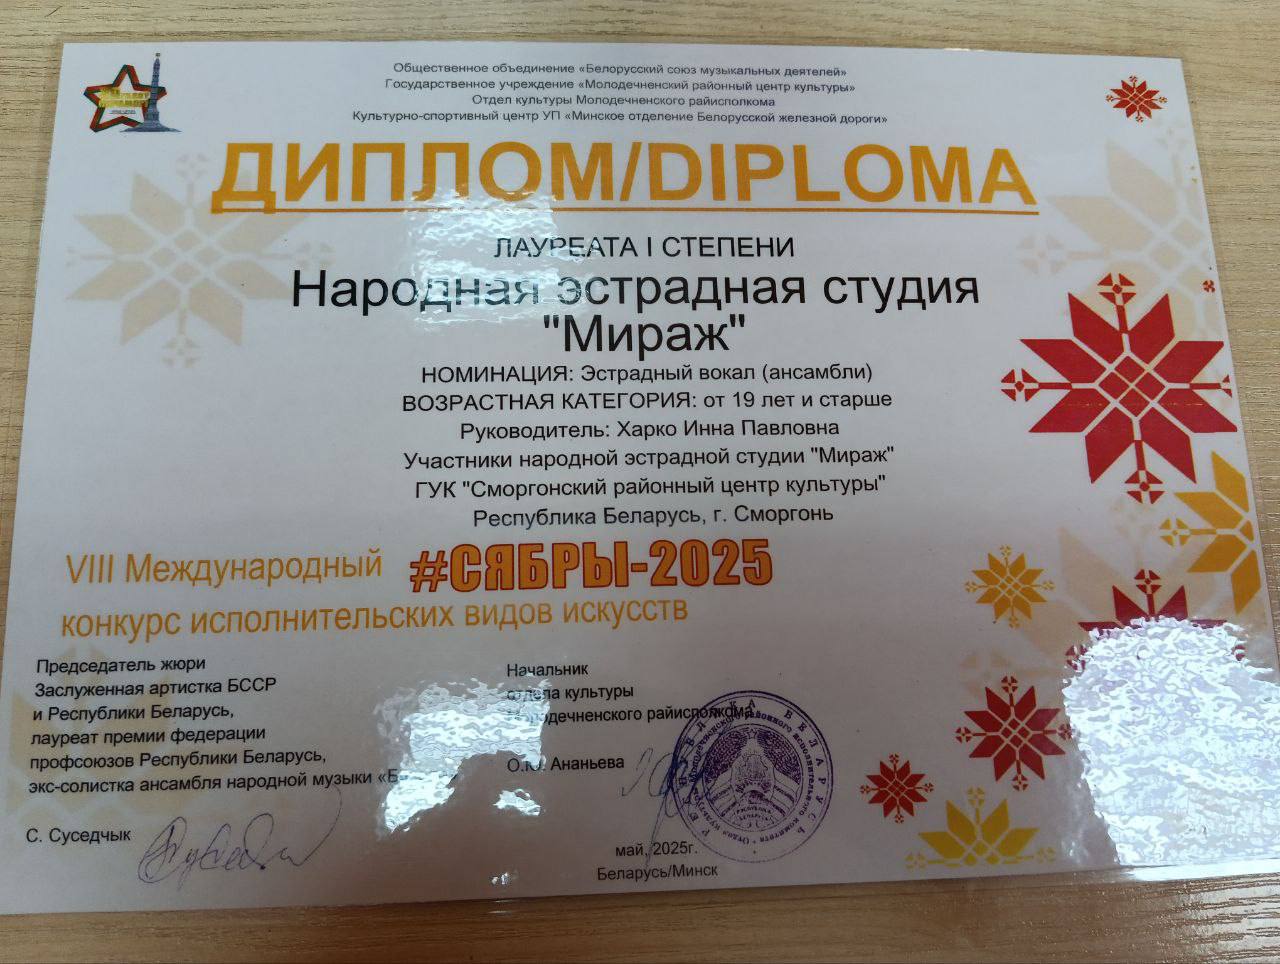 Общественное объединение «Белорусский союз музыкальных деятелей»
Государственное учреждение «Молодечненский районный центр культуры»
Отдел культуры Молодечненского райисполкома
Культурно-спортивный центр УП «Минское отделение Белорусской железной дороги»
ДИПЛОМ/DIPLOMA
ЛАУРЕАТА I СТЕПЕНИ
Народная эстрадная студия
"Мираж"
НОМИНАЦИЯ: Эстрадный вокал (ансамбли)
ВОЗРАСТНАЯ КАТЕГОРИЯ: от 19 лет и старше
Руководитель: Харко Инна Павловна
Участники народной эстрадной студии "Мираж"
ГУК "Сморгонский районный центр культуры"
Республика Беларусь, г. Сморгонь
VIII Международный #СЯБРЫ-2025
конкурс исполнительских видов искусств
Председатель жюри
Заслуженная артистка БССР
и Республики Беларусь,
лауреат премии федерации
профсоюзов Республики Беларусь,
экс-солистка ансамбля народной музыки
С. Суседчык
Начальник
отдела культуры
Молодечненского райисполкома
О.Ю. Ананьева
РЭСПУБЛІКА БЕЛАРУСЬ
май, 2025г.
Беларусь/Минск